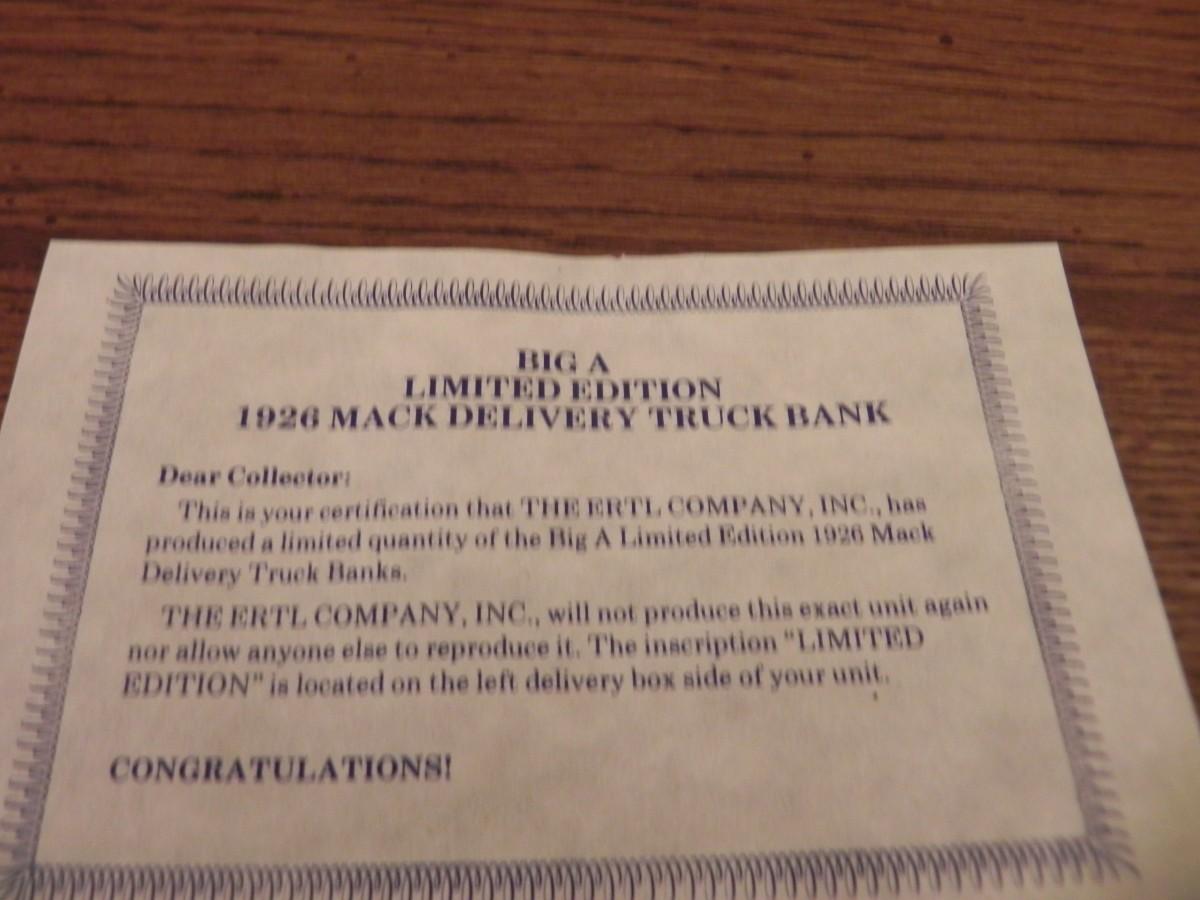 BIG A
LIMITED EDITION
1926 MACK DELIVERY TRUCK BANK
Dear Collector:
This is your certification that THE ERTL COMPANY, INC., has
produced a limited quantity of the Big A Limited Edition 1926 Mack
Delivery Truck Banks.
THE ERTL COMPANY, INC., will not produce this exact unit again
nor allow anyone else to reproduce it. The inscription "LIMITED
EDITION" is located on the left delivery box side of your unit.
CONGRATULATIONS!